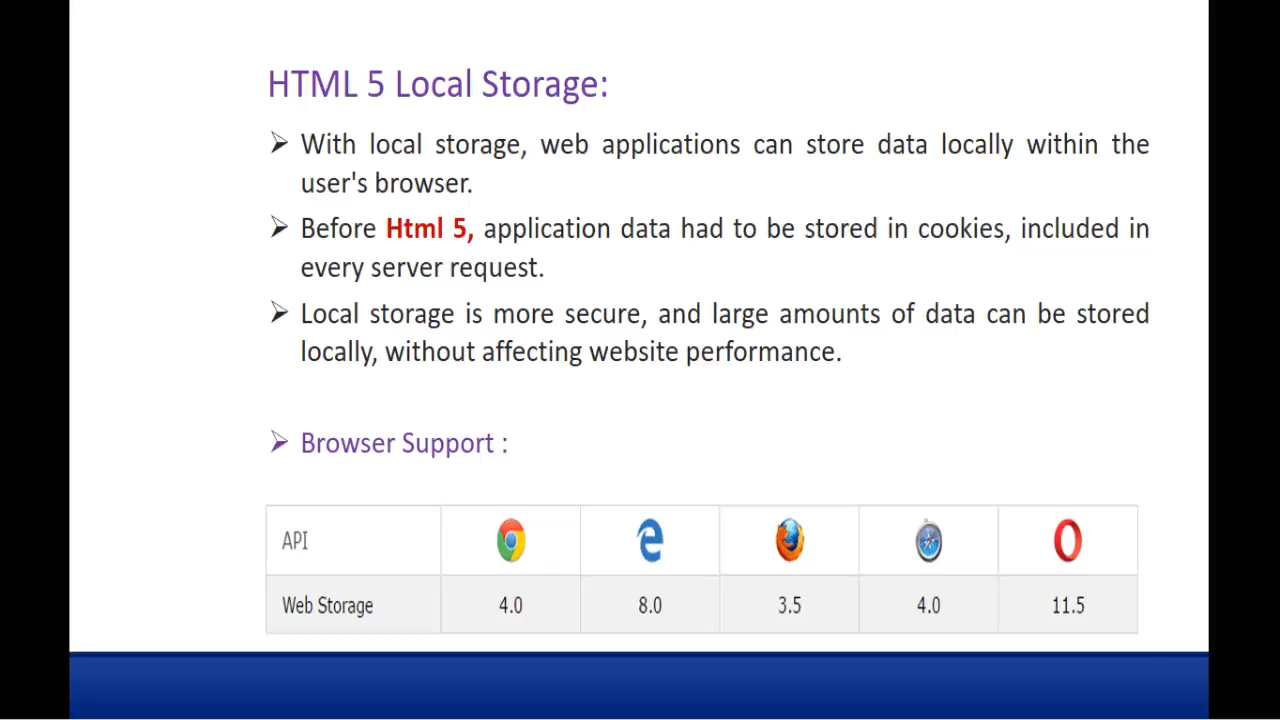 HTML 5 Local Storage:
With local storage, web applications can store data locally within the
user's browser.
Before Html 5, application data had to be stored in cookies, included in
every server request.
Local storage is more secure, and large amounts of data can be stored
locally, without affecting website performance.
Browser Support :
API
Web Storage 4.0 8.0 3.5 4.0 11.5